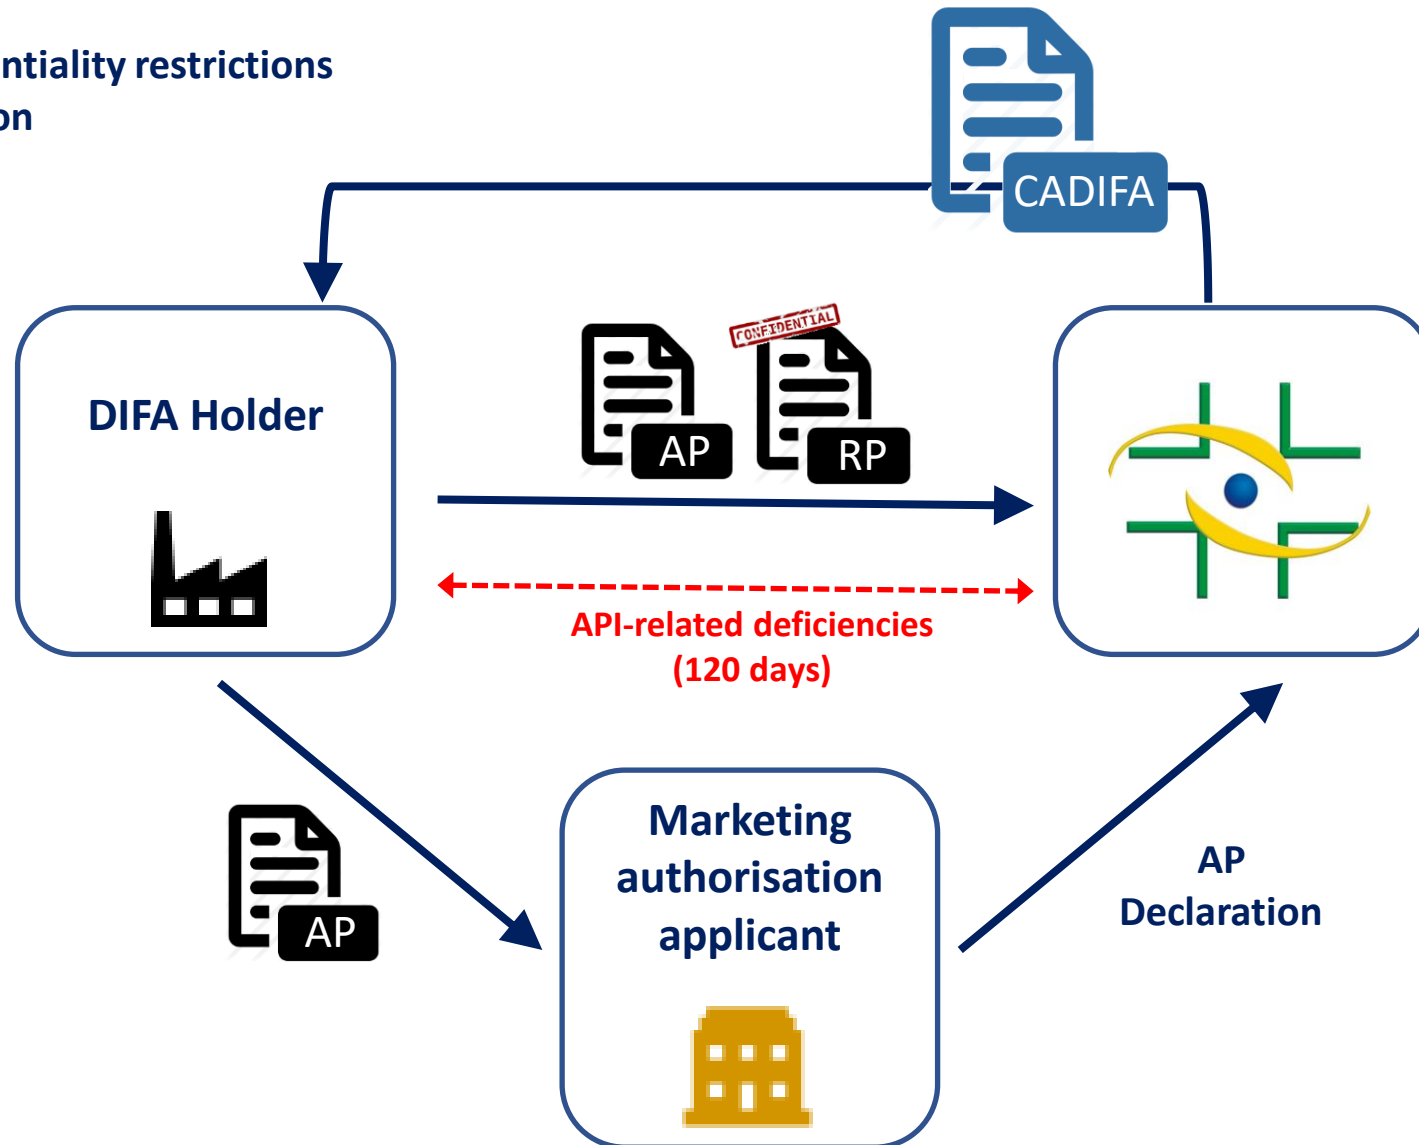 entiality restrictions
on
CADIFA
DIFA Holder
CONFIDENTIAL
AP
RP
API-related deficiencies
(120 days)
Marketing
authorisation
applicant
AP
AP
Declaration